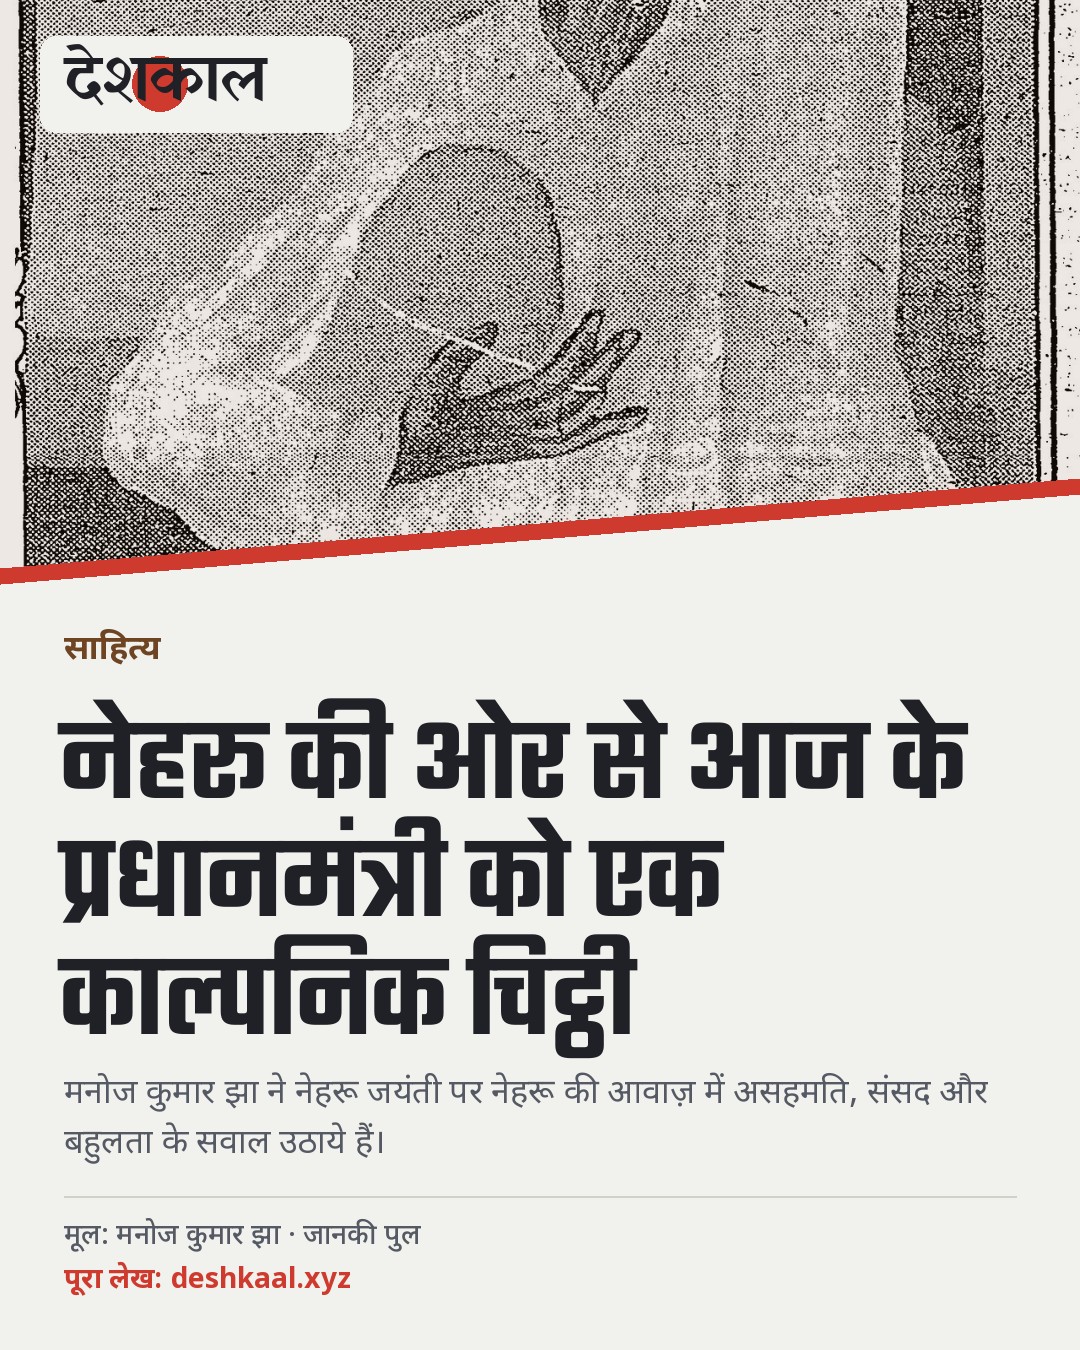 देशकाल
साहित्य
नेहरू की ओर से आज के
प्रधानमंत्री को एक
काल्पनिक चिट्ठी
मनोज कुमार झा ने नेहरू जयंती पर नेहरू की आवाज़ में असहमति, संसद और
बहुलता के सवाल उठाये हैं।
मूल: मनोज कुमार झा · जानकी पुल
पूरा लेख: deshkaal.xyz